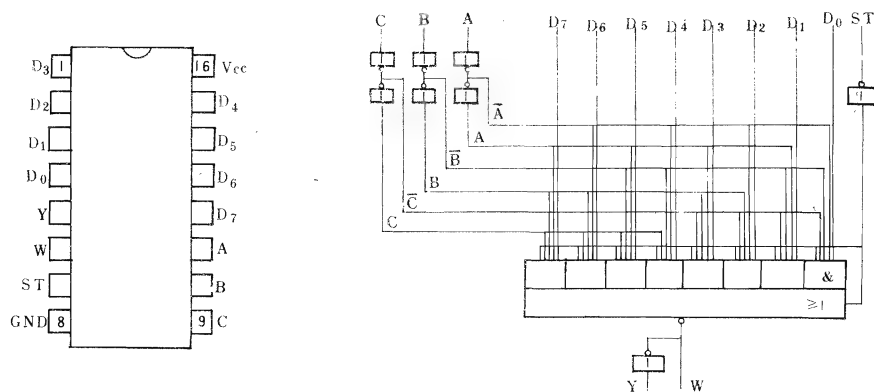 D₃ 1
D₂
D₁
D₀
Y
W
ST
GND 8
16 Vcc
D₄
D₅
D₆
D₇
A
B
9 C
C B A D₇ D₆ D₅ D₄ D₃ D₂ D₁ D₀ ST
A̅
A
B̅
B
C̅
C
&
≥1
Y W